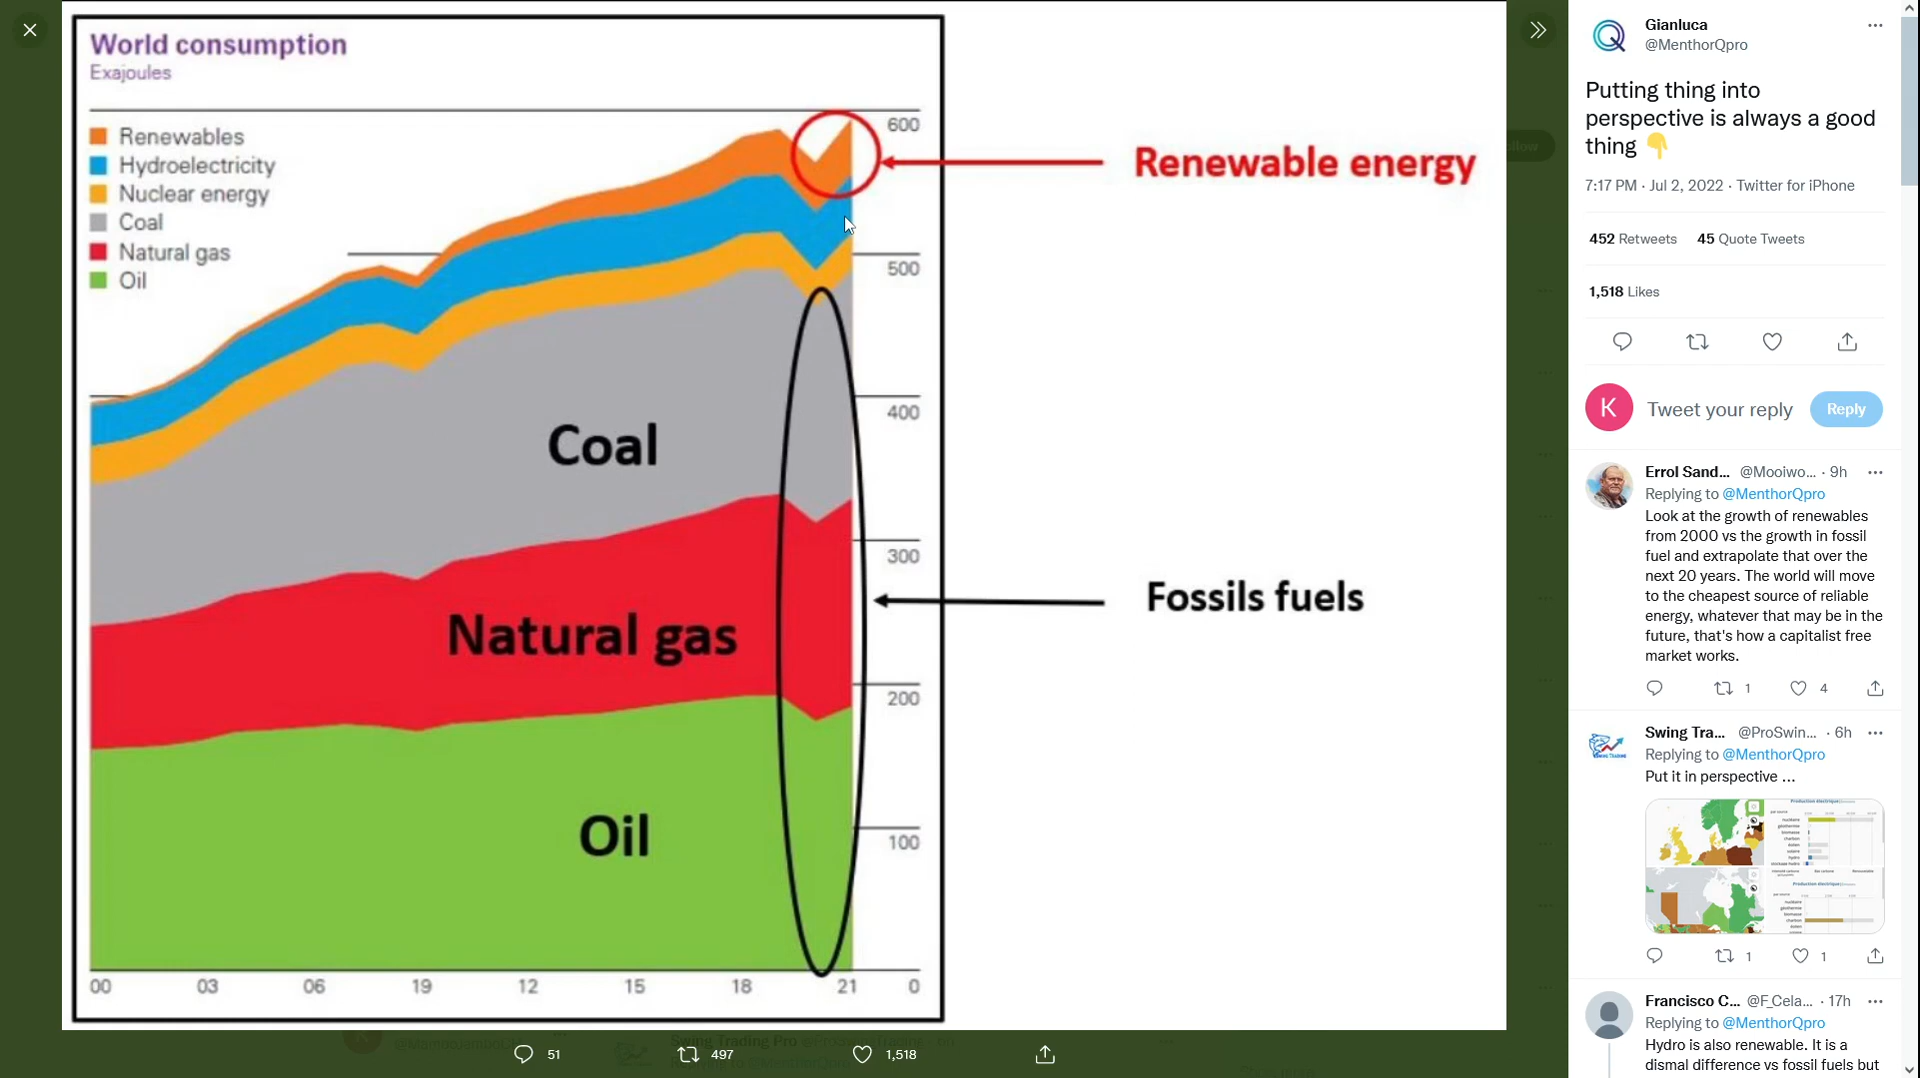 World consumption
Exajoules
Renewables
Hydroelectricity
Nuclear energy
Coal
Natural gas
Oil
600
500
400
300
200
100
0
00 03 06 19 12 15 18 21
Coal
Natural gas
Oil
Renewable energy
Fossils fuels
51
497
1,518
Gianluca
@MenthorQpro
Putting thing into
perspective is always a good
thing
7:17 PM · Jul 2, 2022 · Twitter for iPhone
452 Retweets 45 Quote Tweets
1,518 Likes
K
Tweet your reply
Reply
Errol Sand... @Mooiwo... · 9h
Replying to @MenthorQpro
Look at the growth of renewables
from 2000 vs the growth in fossil
fuel and extrapolate that over the
next 20 years. The world will move
to the cheapest source of reliable
energy, whatever that may be in the
future, that's how a capitalist free
market works.
1 4
Swing Tra... @ProSwin... · 6h
Replying to @MenthorQpro
Put it in perspective ...
1 1
Francisco C... @F_Cela... · 17h
Replying to @MenthorQpro
Hydro is also renewable. It is a
dismal difference vs fossil fuels but